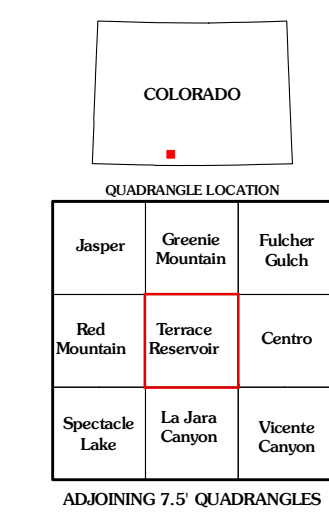 COLORADO
QUADRANGLE LOCATION
Jasper
Greenie
Mountain
Fulcher
Gulch
Red
Mountain
Terrace
Reservoir
Centro
Spectacle
Lake
La Jara
Canyon
Vicente
Canyon
ADJOINING 7.5' QUADRANGLES